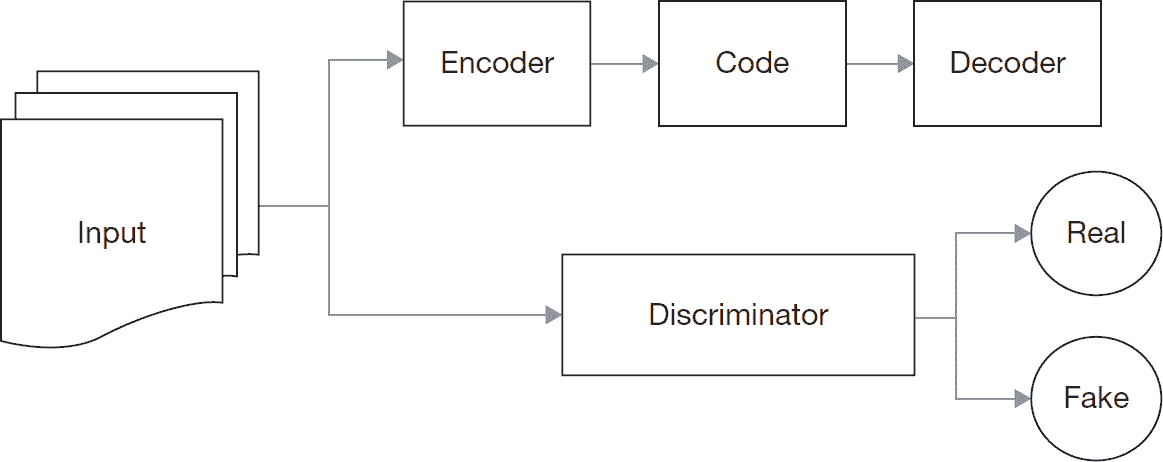 Encoder
Code
Decoder
Input
Real
Discriminator
Fake